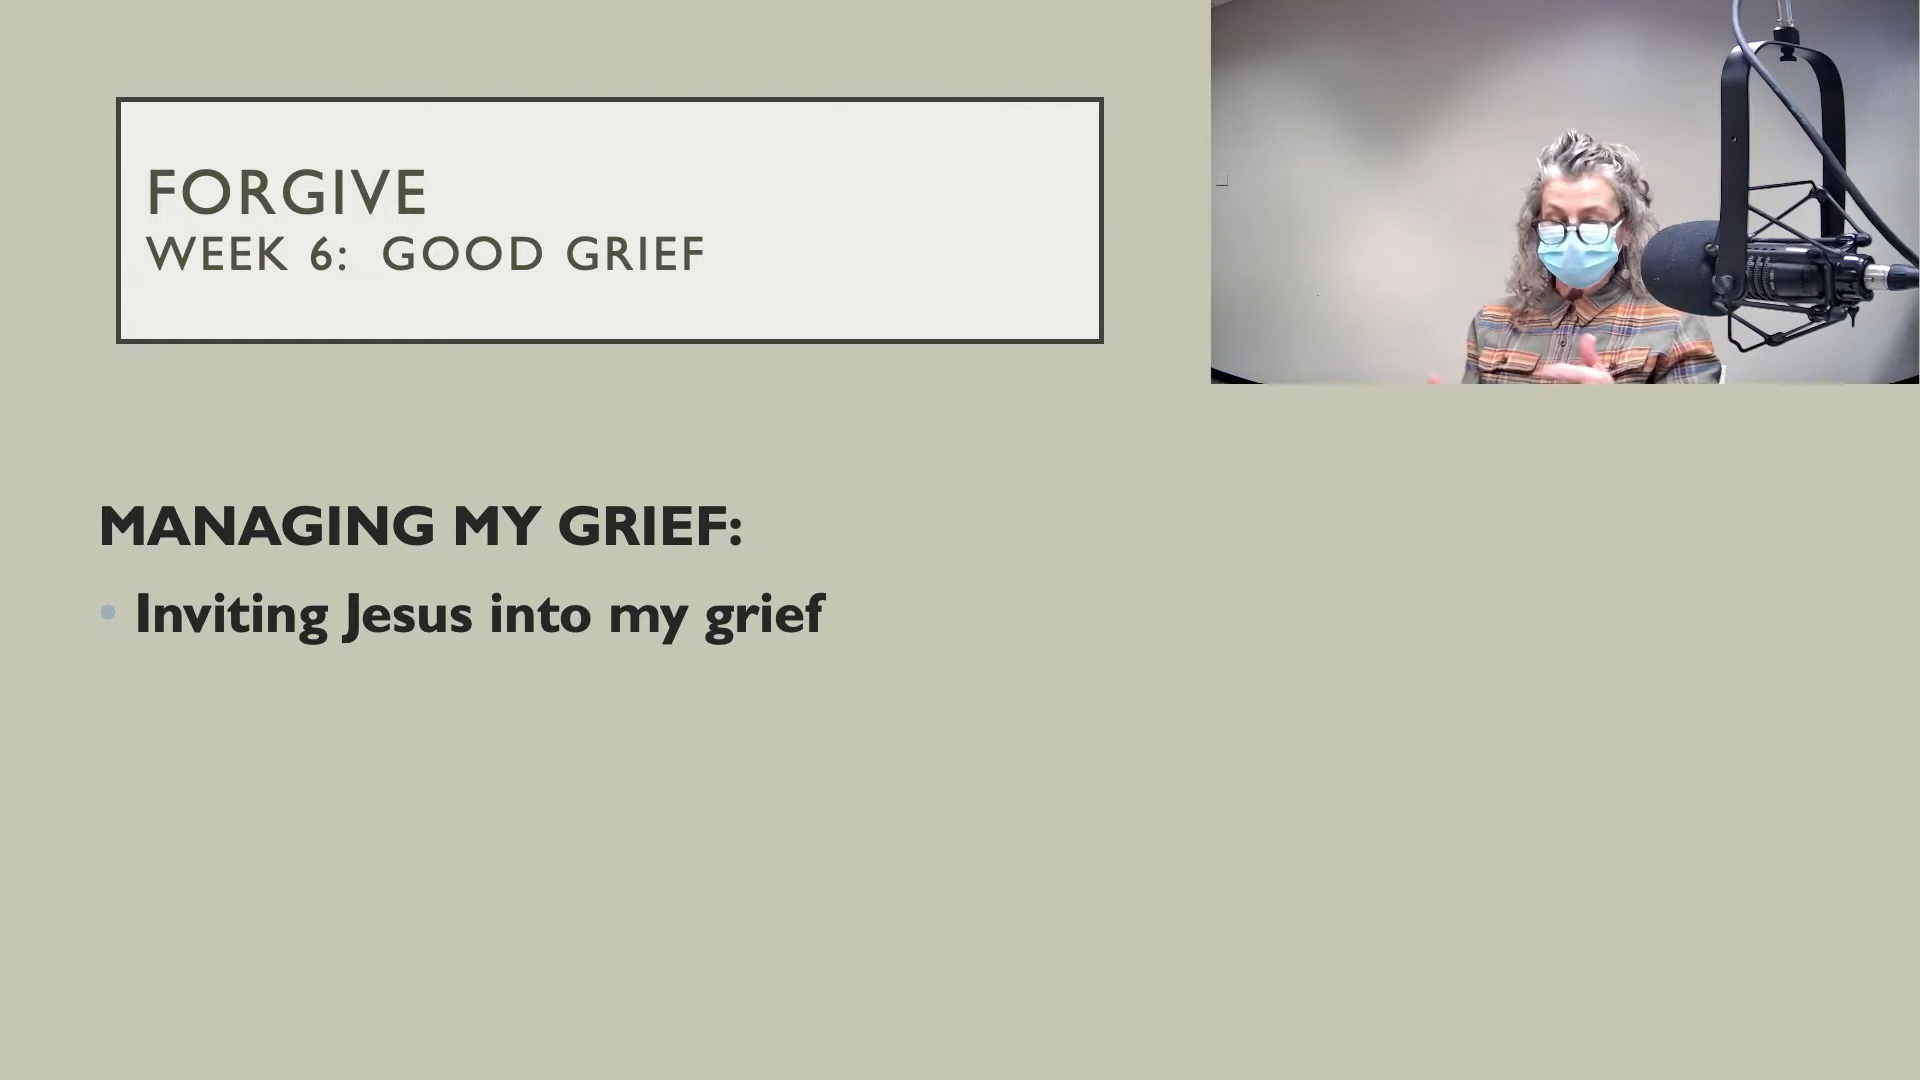 FORGIVE
WEEK 6: GOOD GRIEF
MANAGING MY GRIEF:
• Inviting Jesus into my grief